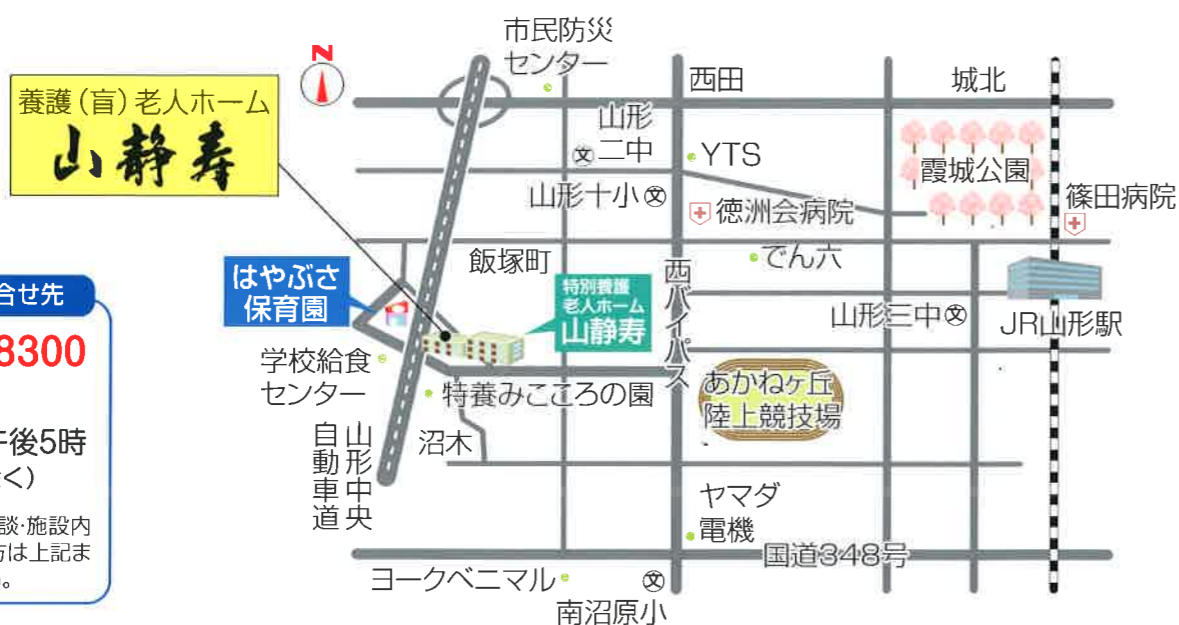 市民防災
センター
N
養護(盲)老人ホーム
山静寿
西田
城北
山形
二中
文
YTS
霞城公園
山形十小文
徳洲会病院
篠田病院
飯塚町
でん六
はやぶさ
保育園
特別養護
老人ホーム
山静寿
西バイパス
山形三中文
JR山形駅
合せ先
8300
学校給食
センター
特養みこころの園
あかねヶ丘
陸上競技場
午後5時
く)
沼木
山形中央
自動車道
談・施設内
方は上記ま
。
ヤマダ
電機
国道348号
ヨークベニマル
文
南沼原小